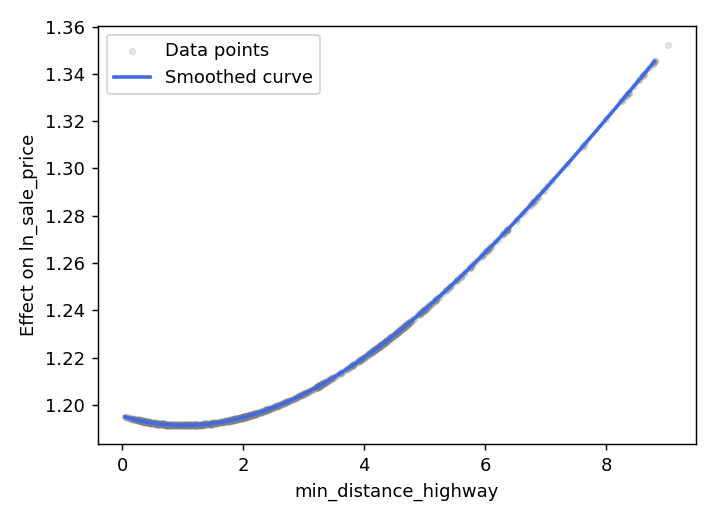 1.36
1.34
1.32
1.30
1.28
1.26
1.24
1.22
1.20
Effect on ln_sale_price
Data points
Smoothed curve
0 2 4 6 8
min_distance_highway